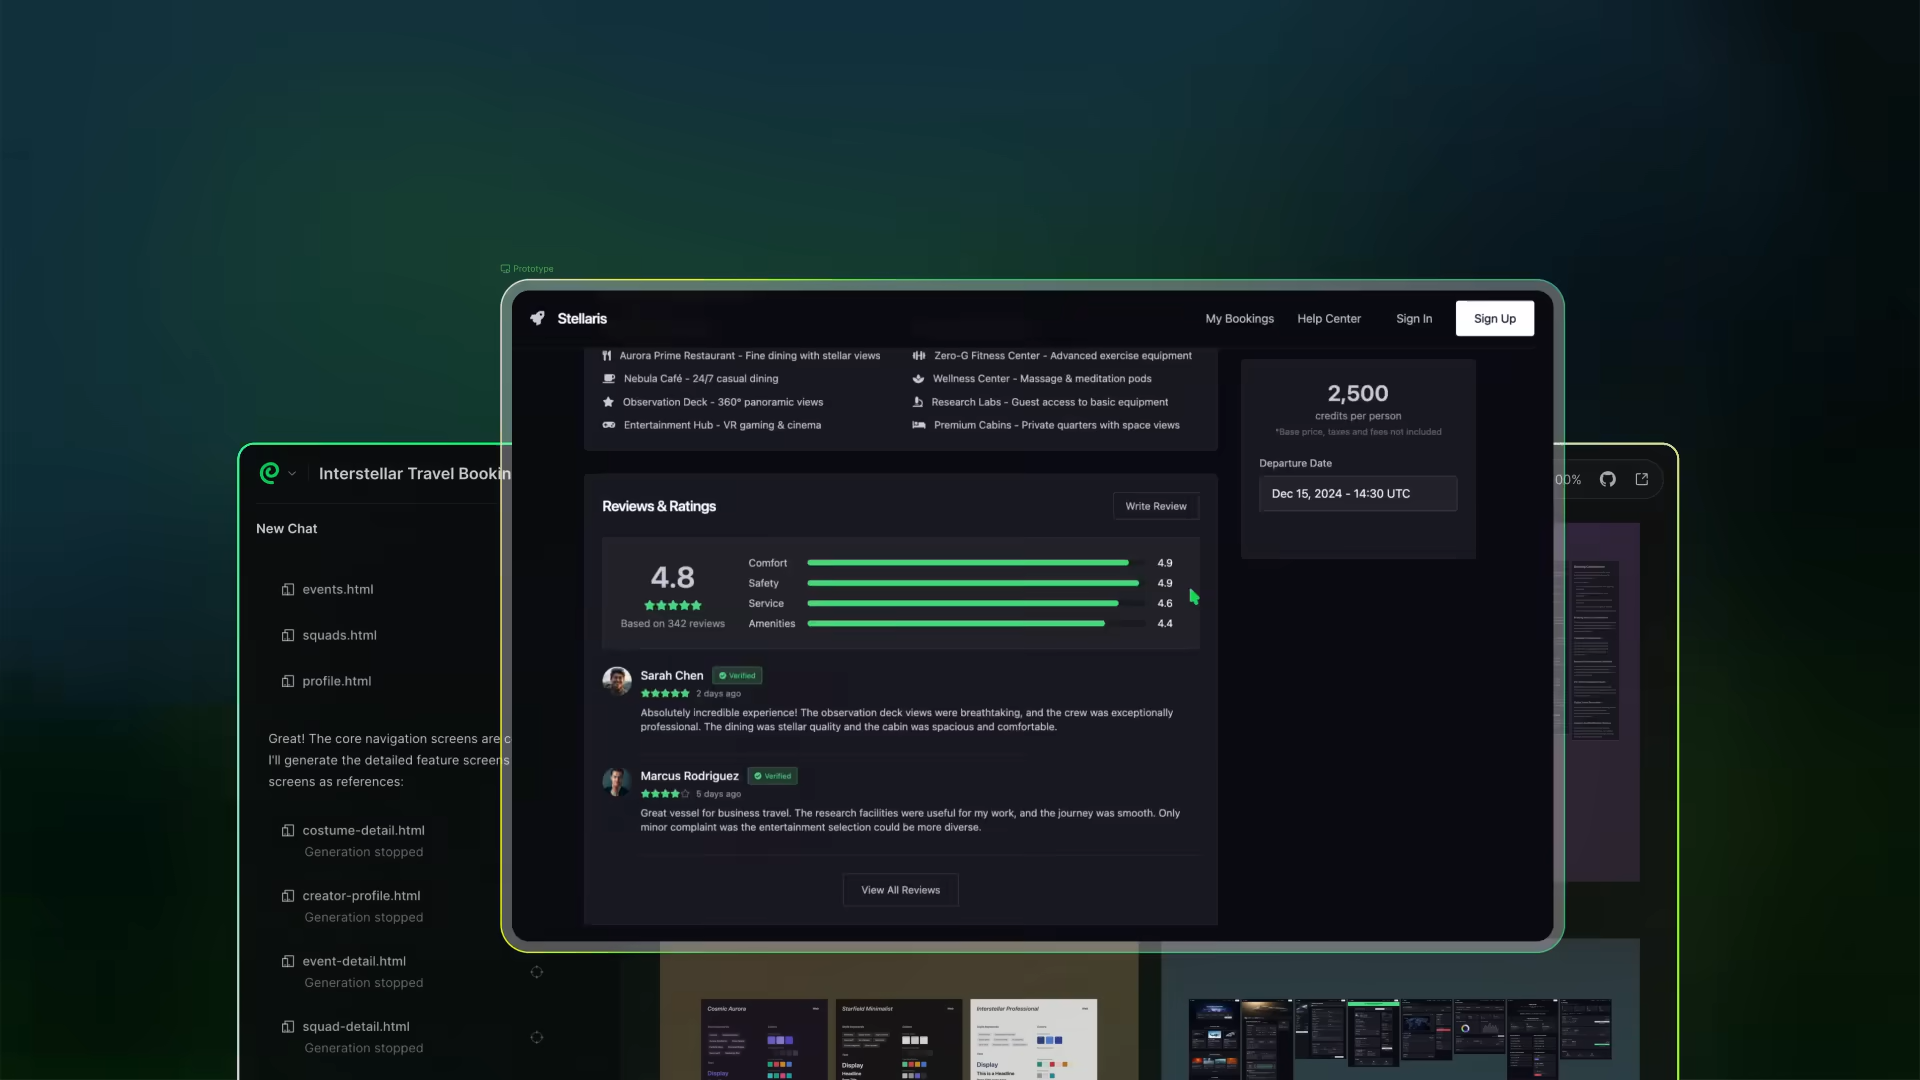 Prototype
Stellaris
My Bookings
Help Center
Sign In
Sign Up
Aurora Prime Restaurant - Fine dining with stellar views
Zero-G Fitness Center - Advanced exercise equipment
Nebula Café - 24/7 casual dining
Wellness Center - Massage & meditation pods
Observation Deck - 360° panoramic views
Research Labs - Guest access to basic equipment
Entertainment Hub - VR gaming & cinema
Premium Cabins - Private quarters with space views
2,500
credits per person
*Base price, taxes and fees not included
Departure Date
Dec 15, 2024 - 14:30 UTC
Reviews & Ratings
Write Review
4.8
Based on 342 reviews
Comfort 4.9
Safety 4.9
Service 4.6
Amenities 4.4
Sarah Chen
Verified
2 days ago
Absolutely incredible experience! The observation deck views were breathtaking, and the crew was exceptionally
professional. The dining was stellar quality and the cabin was spacious and comfortable.
Marcus Rodriguez
Verified
5 days ago
Great vessel for business travel. The research facilities were useful for my work, and the journey was smooth. Only
minor complaint was the entertainment selection could be more diverse.
View All Reviews
Interstellar Travel Bookin
00%
New Chat
events.html
squads.html
profile.html
Great! The core navigation screens are c
I'll generate the detailed feature screens
screens as references:
costume-detail.html
Generation stopped
creator-profile.html
Generation stopped
event-detail.html
Generation stopped
squad-detail.html
Generation stopped
Cosmic Aurora
Starfield Minimalist
Interstellar Professional
Display
Display
Headline
Display
This is a Headline